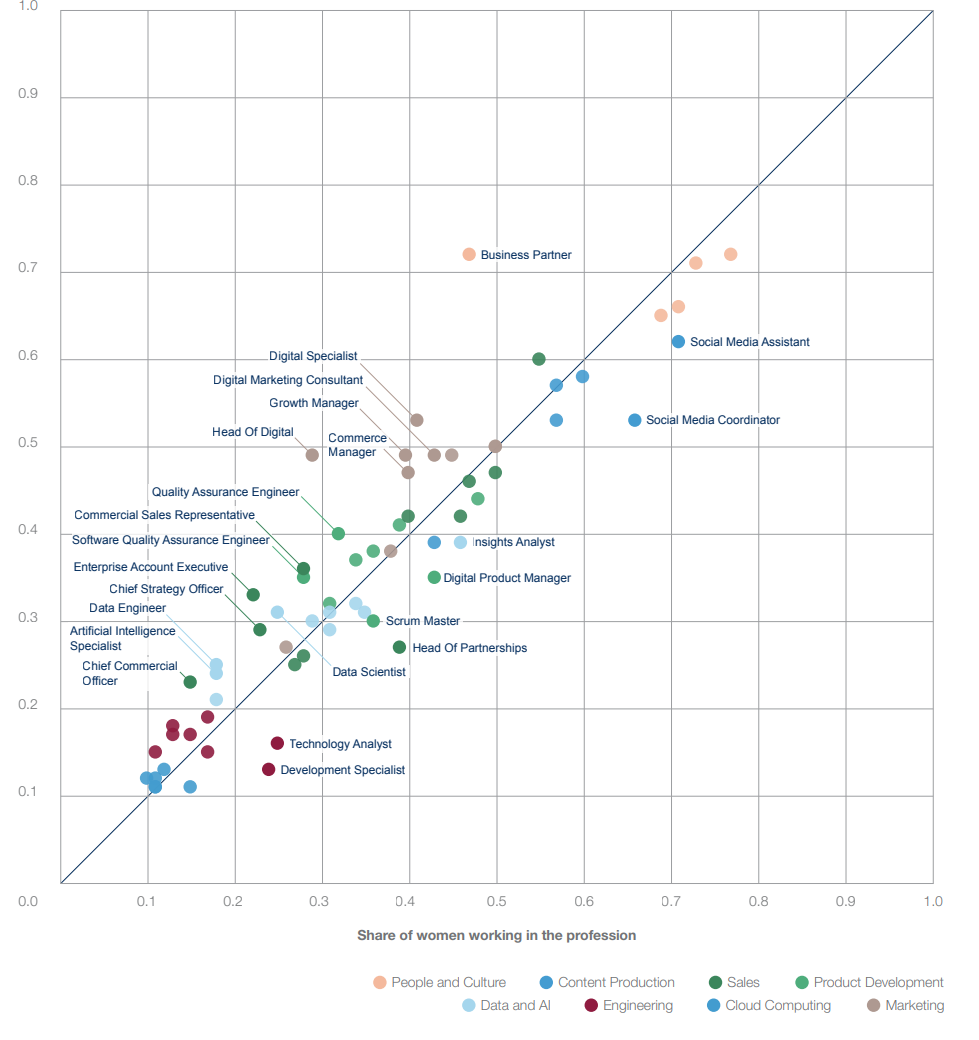 1.0
0.9
0.8
0.7
Business Partner
0.6
Digital Specialist
Social Media Assistant
Digital Marketing Consultant
Growth Manager
Social Media Coordinator
Head Of Digital
Commerce
Manager
0.5
Quality Assurance Engineer
Commercial Sales Representative
0.4
Software Quality Assurance Engineer
Insights Analyst
Enterprise Account Executive
Digital Product Manager
Chief Strategy Officer
Data Engineer
0.3
Scrum Master
Artificial Intelligence
Specialist
Head Of Partnerships
Chief Commercial
Officer
Data Scientist
0.2
Technology Analyst
Development Specialist
0.1
0.0 0.1 0.2 0.3 0.4 0.5 0.6 0.7 0.8 0.9 1.0
Share of women working in the profession
People and Culture Content Production Sales Product Development
Data and AI Engineering Cloud Computing Marketing